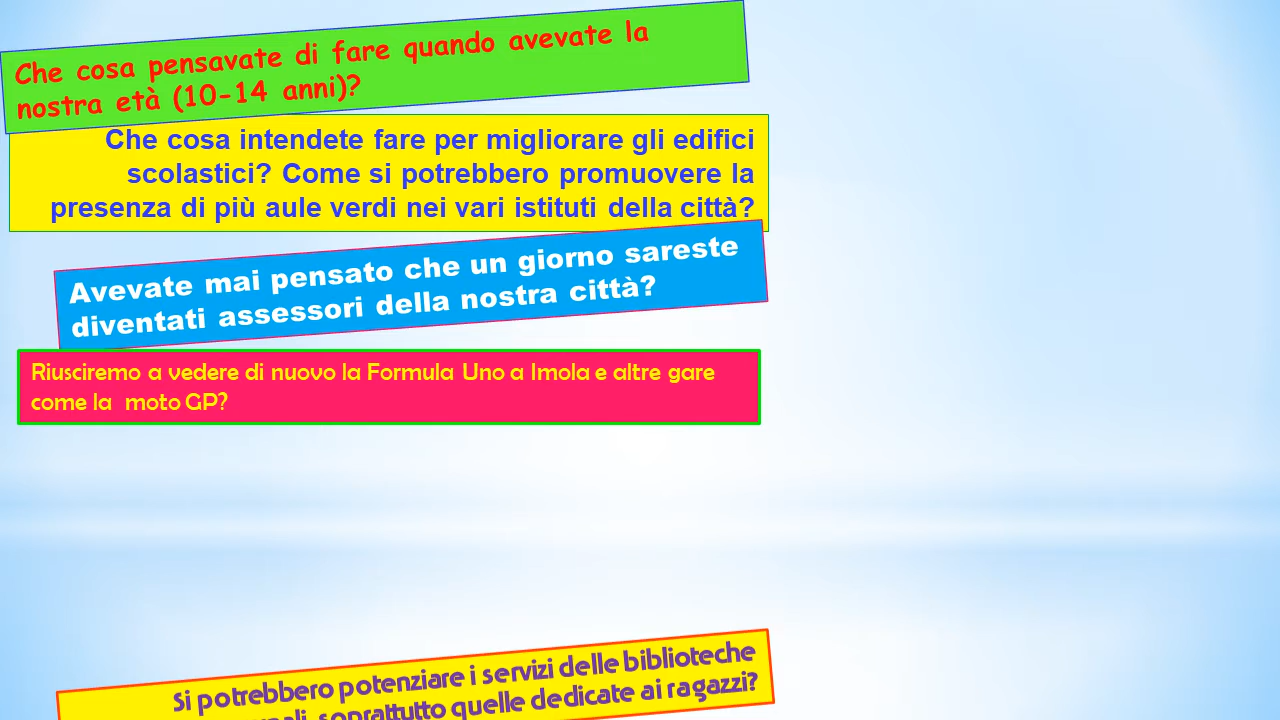 Che cosa pensavate di fare quando avevate la
nostra età (10-14 anni)?
Che cosa intendete fare per migliorare gli edifici
scolastici? Come si potrebbero promuovere la
presenza di più aule verdi nei vari istituti della città?
Avevate mai pensato che un giorno sareste
diventati assessori della nostra città?
Riusciremo a vedere di nuovo la Formula Uno a Imola e altre gare
come la moto GP?
Si potrebbero potenziare i servizi delle biblioteche
soprattutto quelle dedicate ai ragazzi?